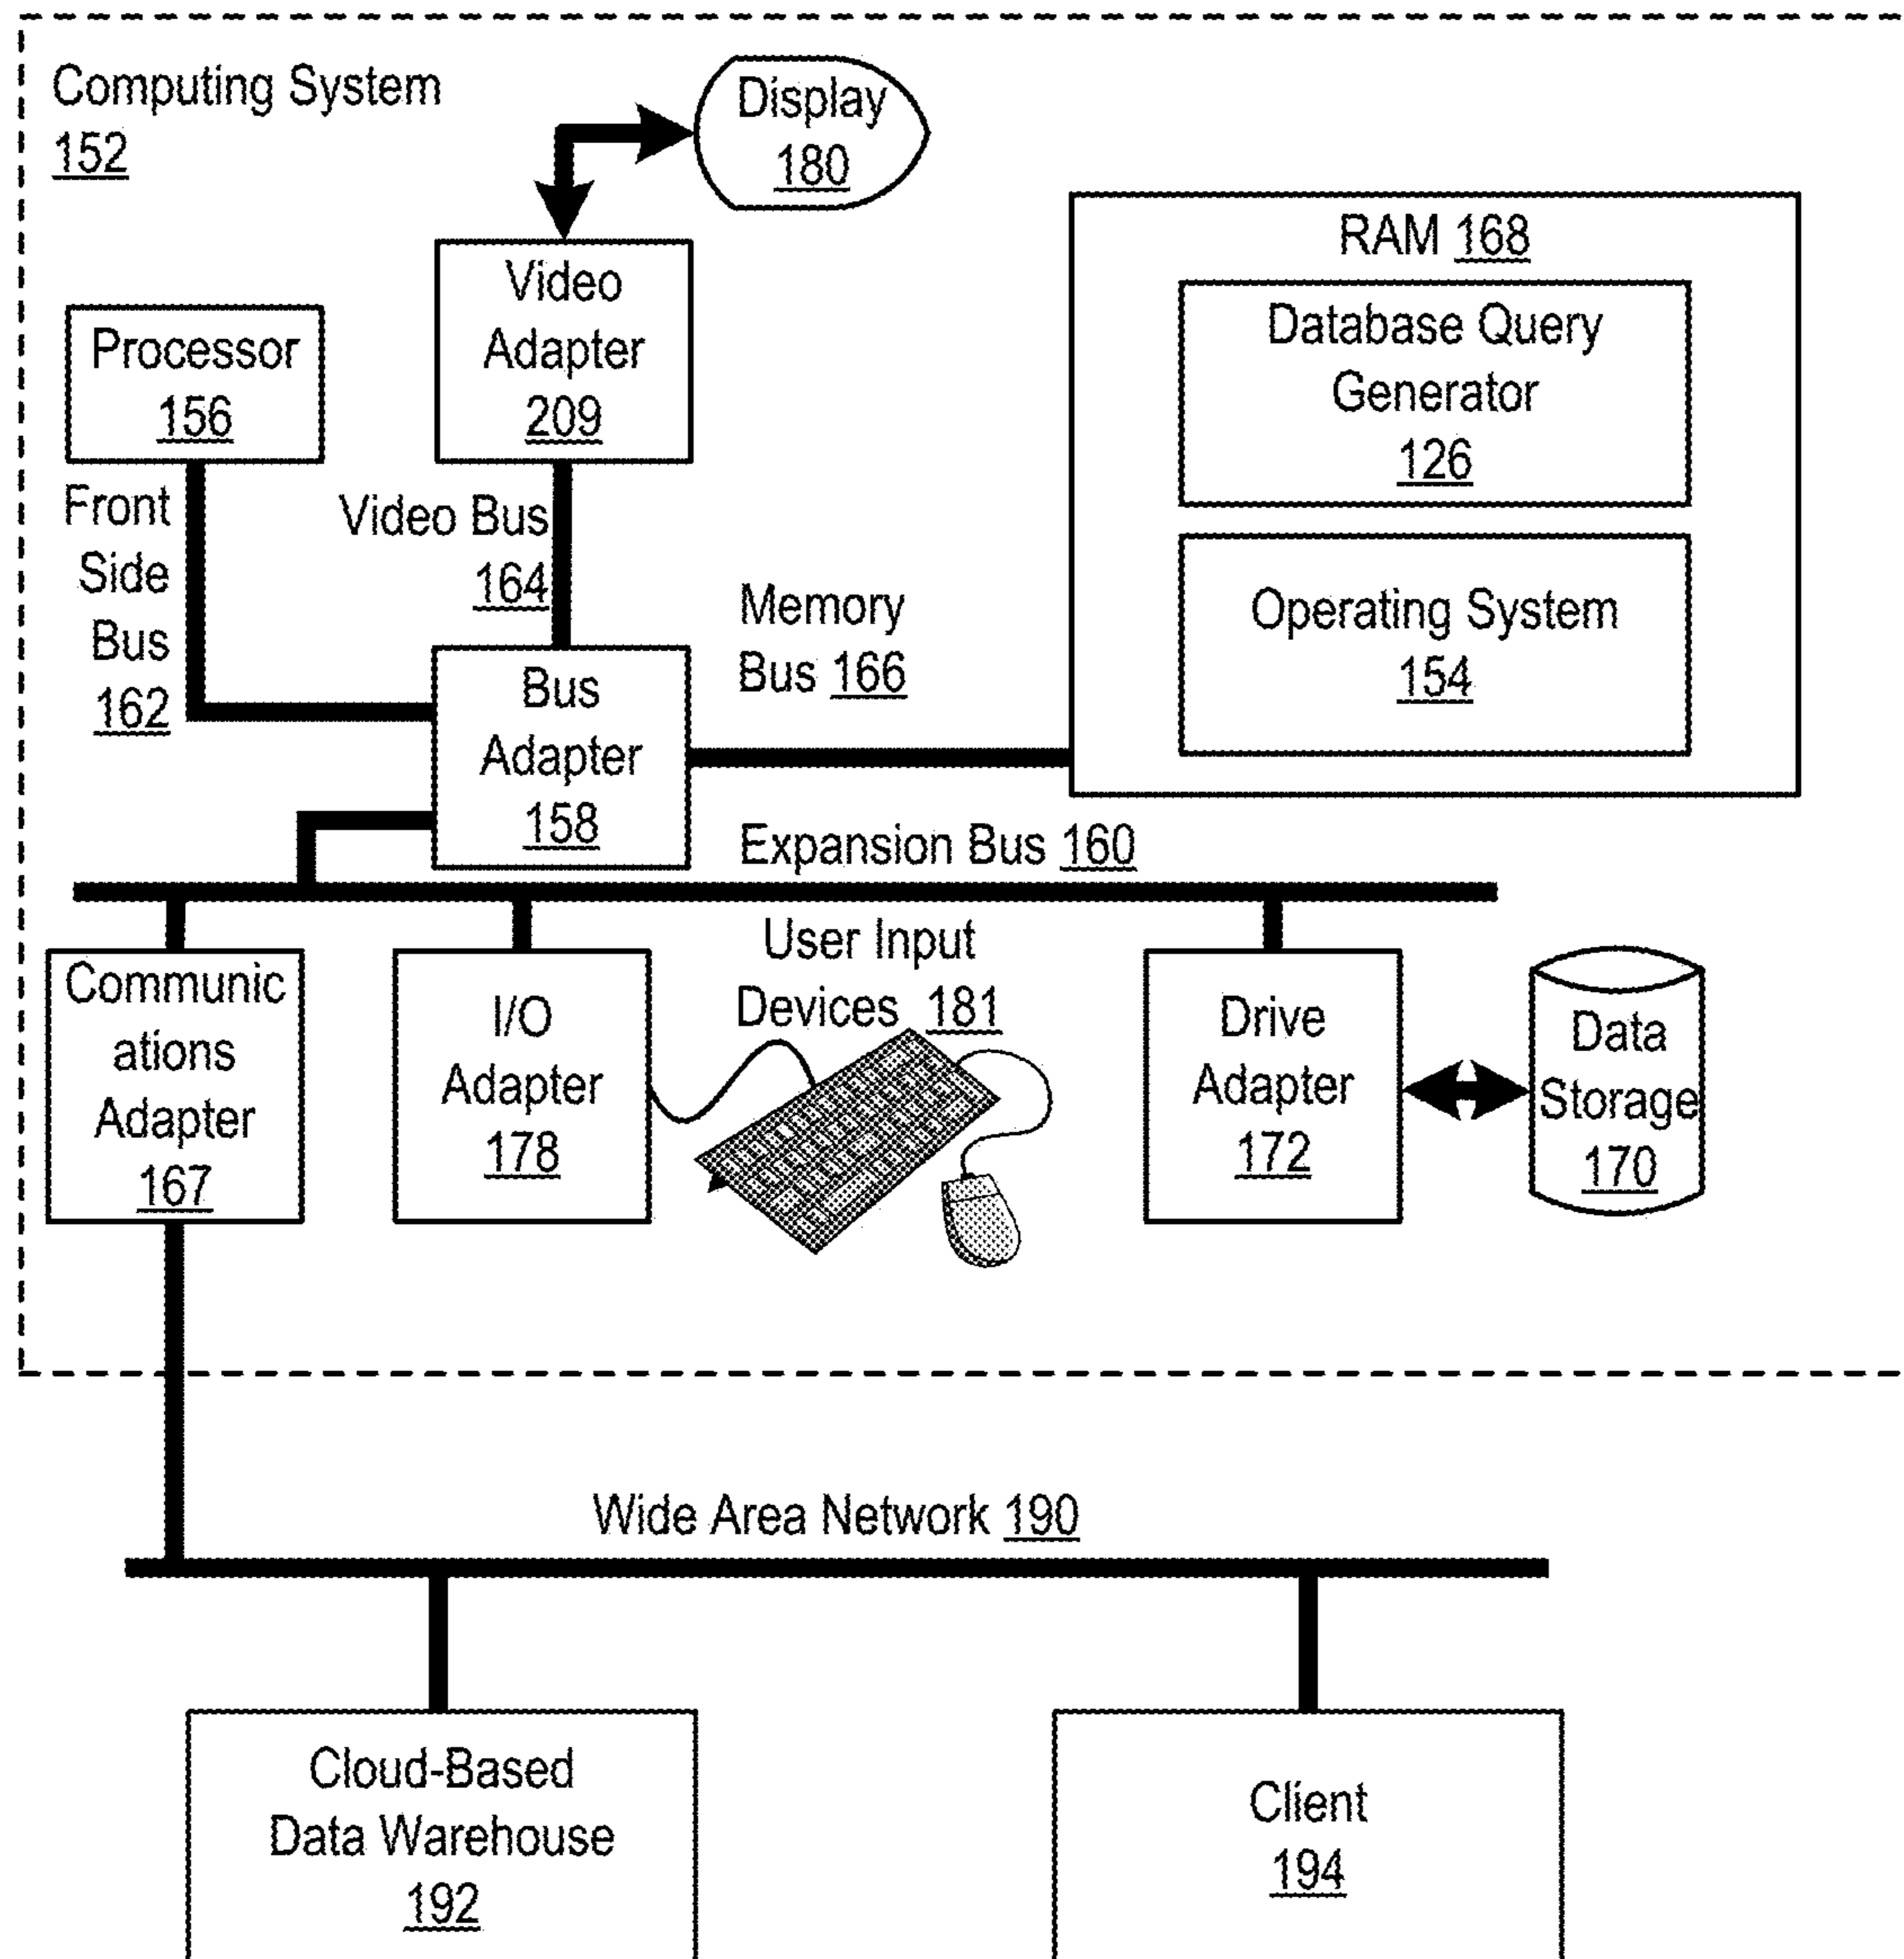 Computing System
152
Display
180
Video
Adapter
209
Processor
156
RAM 168
Database Query
Generator
126
Operating System
154
Front
Side
Bus
162
Video Bus
164
Memory
Bus 166
Bus
Adapter
158
Expansion Bus 160
Communic
ations
Adapter
167
I/O
Adapter
178
User Input
Devices 181
Drive
Adapter
172
Data
Storage
170
Wide Area Network 190
Cloud-Based
Data Warehouse
192
Client
194